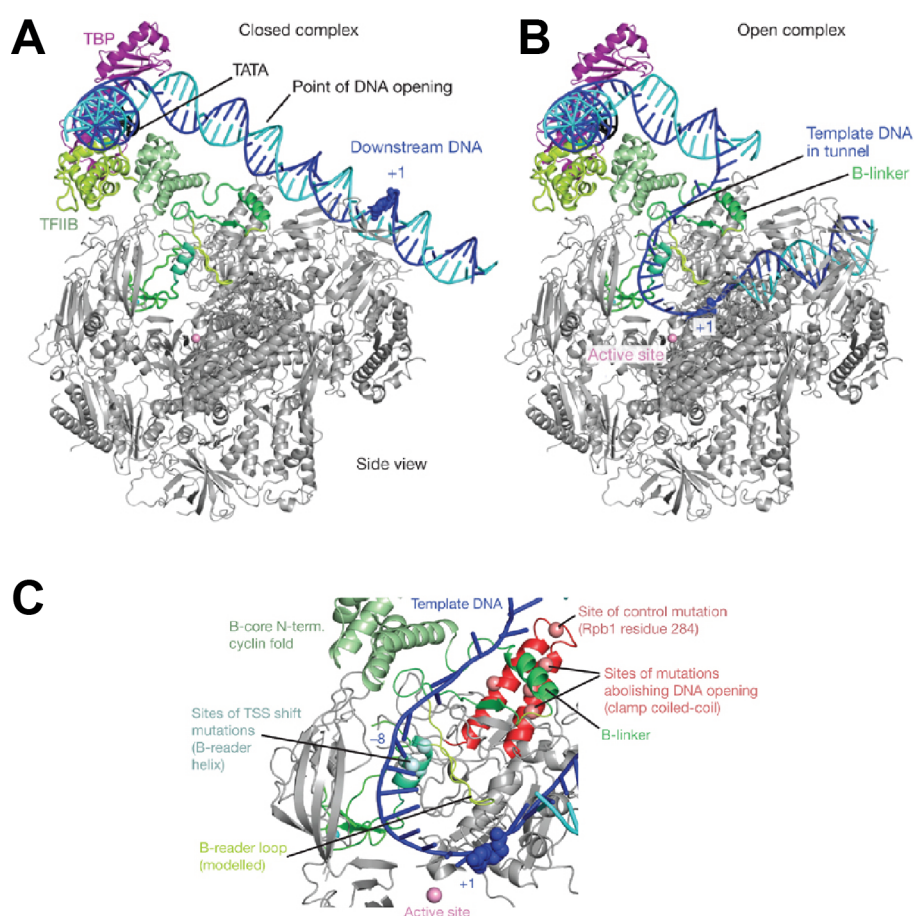 A
Closed complex
TBP
TATA
Point of DNA opening
Downstream DNA
+1
TFIIB
Side view
B
Open complex
Template DNA
in tunnel
B-linker
+1
Active site
C
Template DNA
B-core N-term.
cyclin fold
Site of control mutation
(Rpb1 residue 284)
Sites of mutations
abolishing DNA opening
(clamp coiled-coil)
B-linker
Sites of TSS shift
mutations
(B-reader
helix)
–8
B-reader loop
(modelled)
+1
Active site